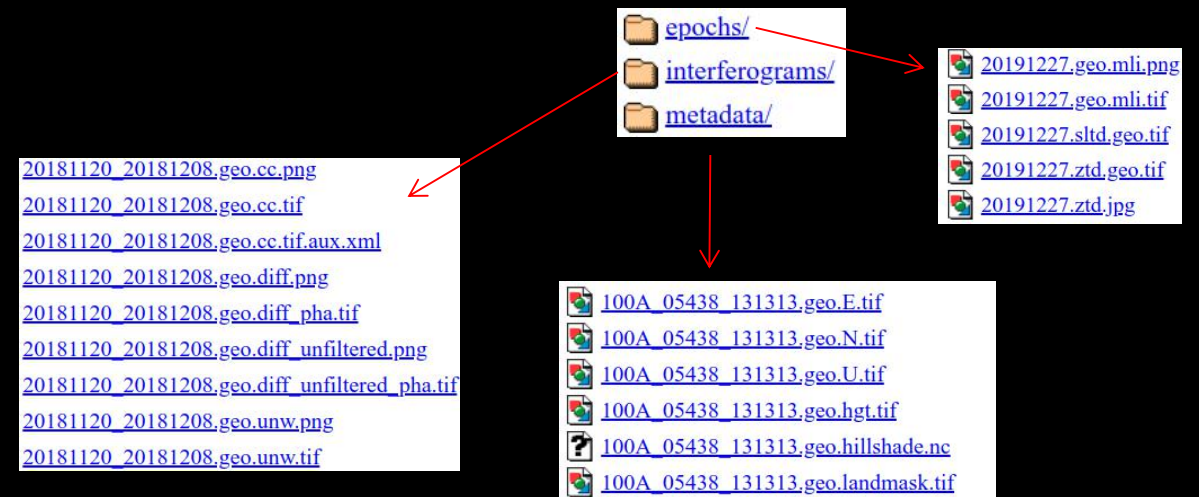 epochs/
interferograms/
metadata/
20191227.geo.mli.png
20191227.geo.mli.tif
20191227.sltd.geo.tif
20191227.ztd.geo.tif
20191227.ztd.jpg
20181120_20181208.geo.cc.png
20181120_20181208.geo.cc.tif
20181120_20181208.geo.cc.tif.aux.xml
20181120_20181208.geo.diff.png
20181120_20181208.geo.diff_pha.tif
20181120_20181208.geo.diff_unfiltered.png
20181120_20181208.geo.diff_unfiltered_pha.tif
20181120_20181208.geo.unw.png
20181120_20181208.geo.unw.tif
100A_05438_131313.geo.E.tif
100A_05438_131313.geo.N.tif
100A_05438_131313.geo.U.tif
100A_05438_131313.geo.hgt.tif
100A_05438_131313.geo.hillshade.nc
100A_05438_131313.geo.landmask.tif